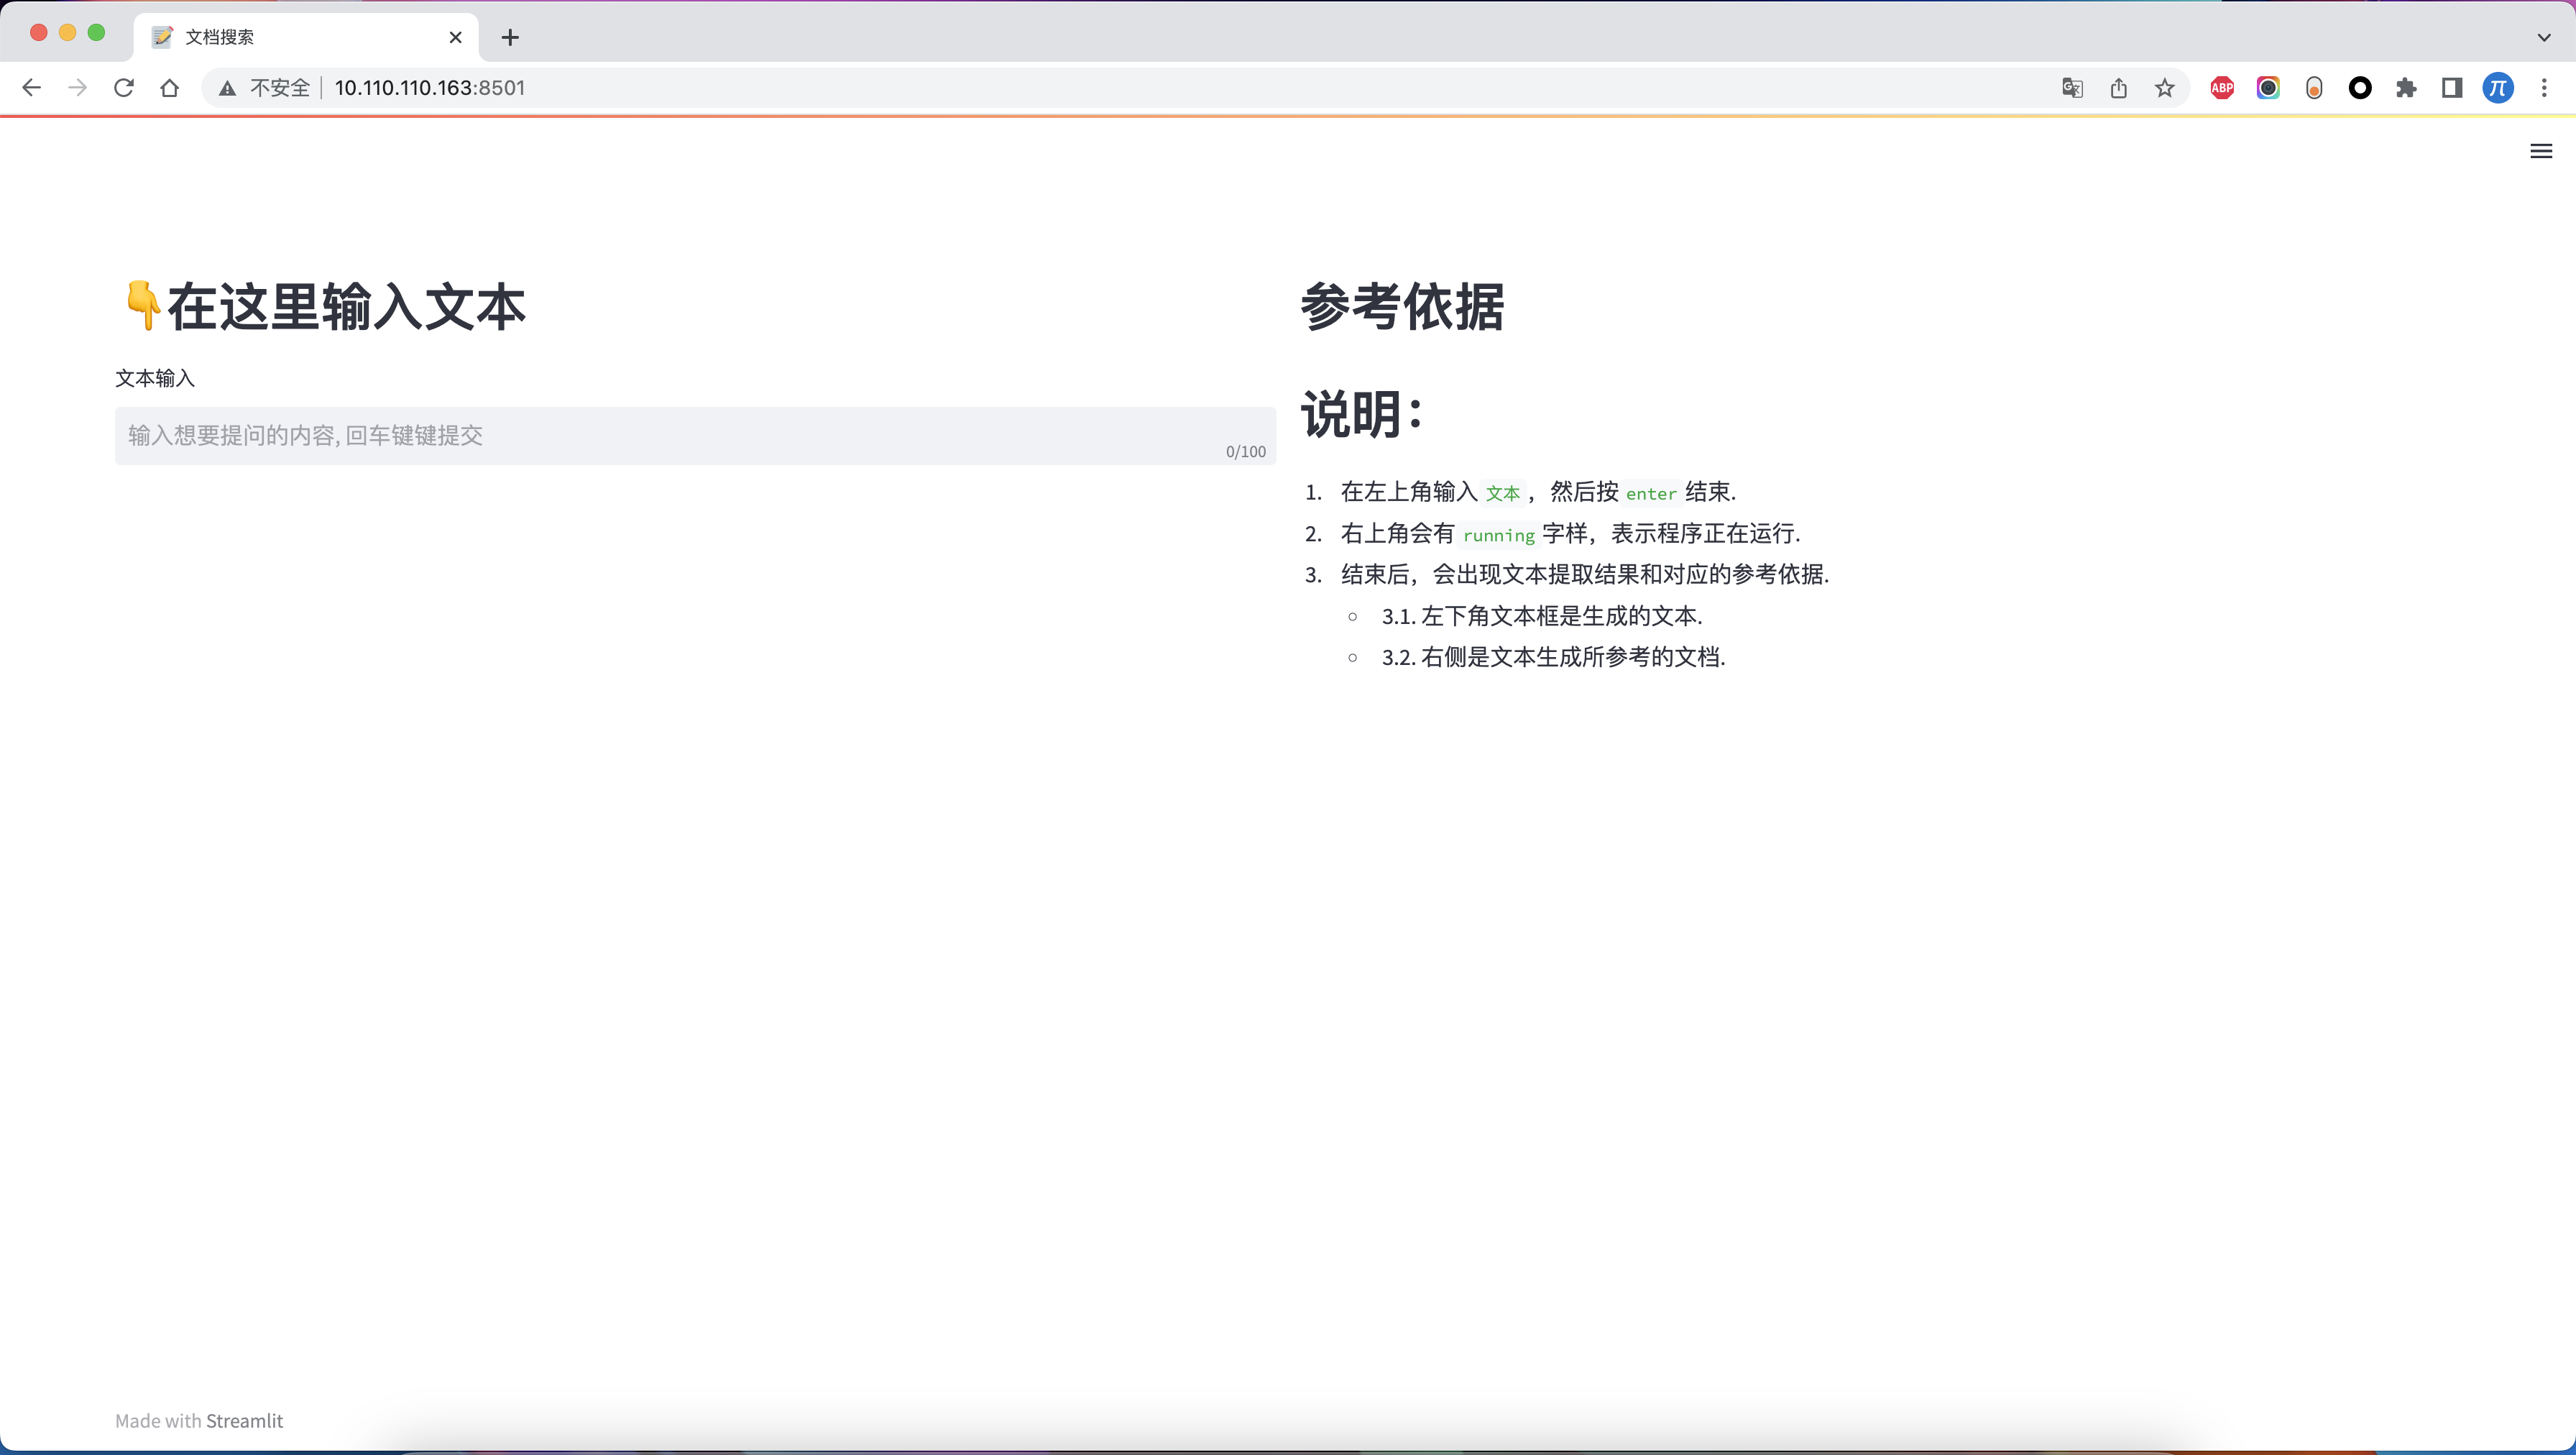 文档搜索
不安全 10.110.110.163:8501
ABP
π
👇在这里输入文本
文本输入
输入想要提问的内容, 回车键键提交
0/100
参考依据
说明：
1. 在左上角输入 文本 ，然后按 enter 结束.
2. 右上角会有 running 字样，表示程序正在运行.
3. 结束后，会出现文本提取结果和对应的参考依据.
3.1. 左下角文本框是生成的文本.
3.2. 右侧是文本生成所参考的文档.
Made with Streamlit